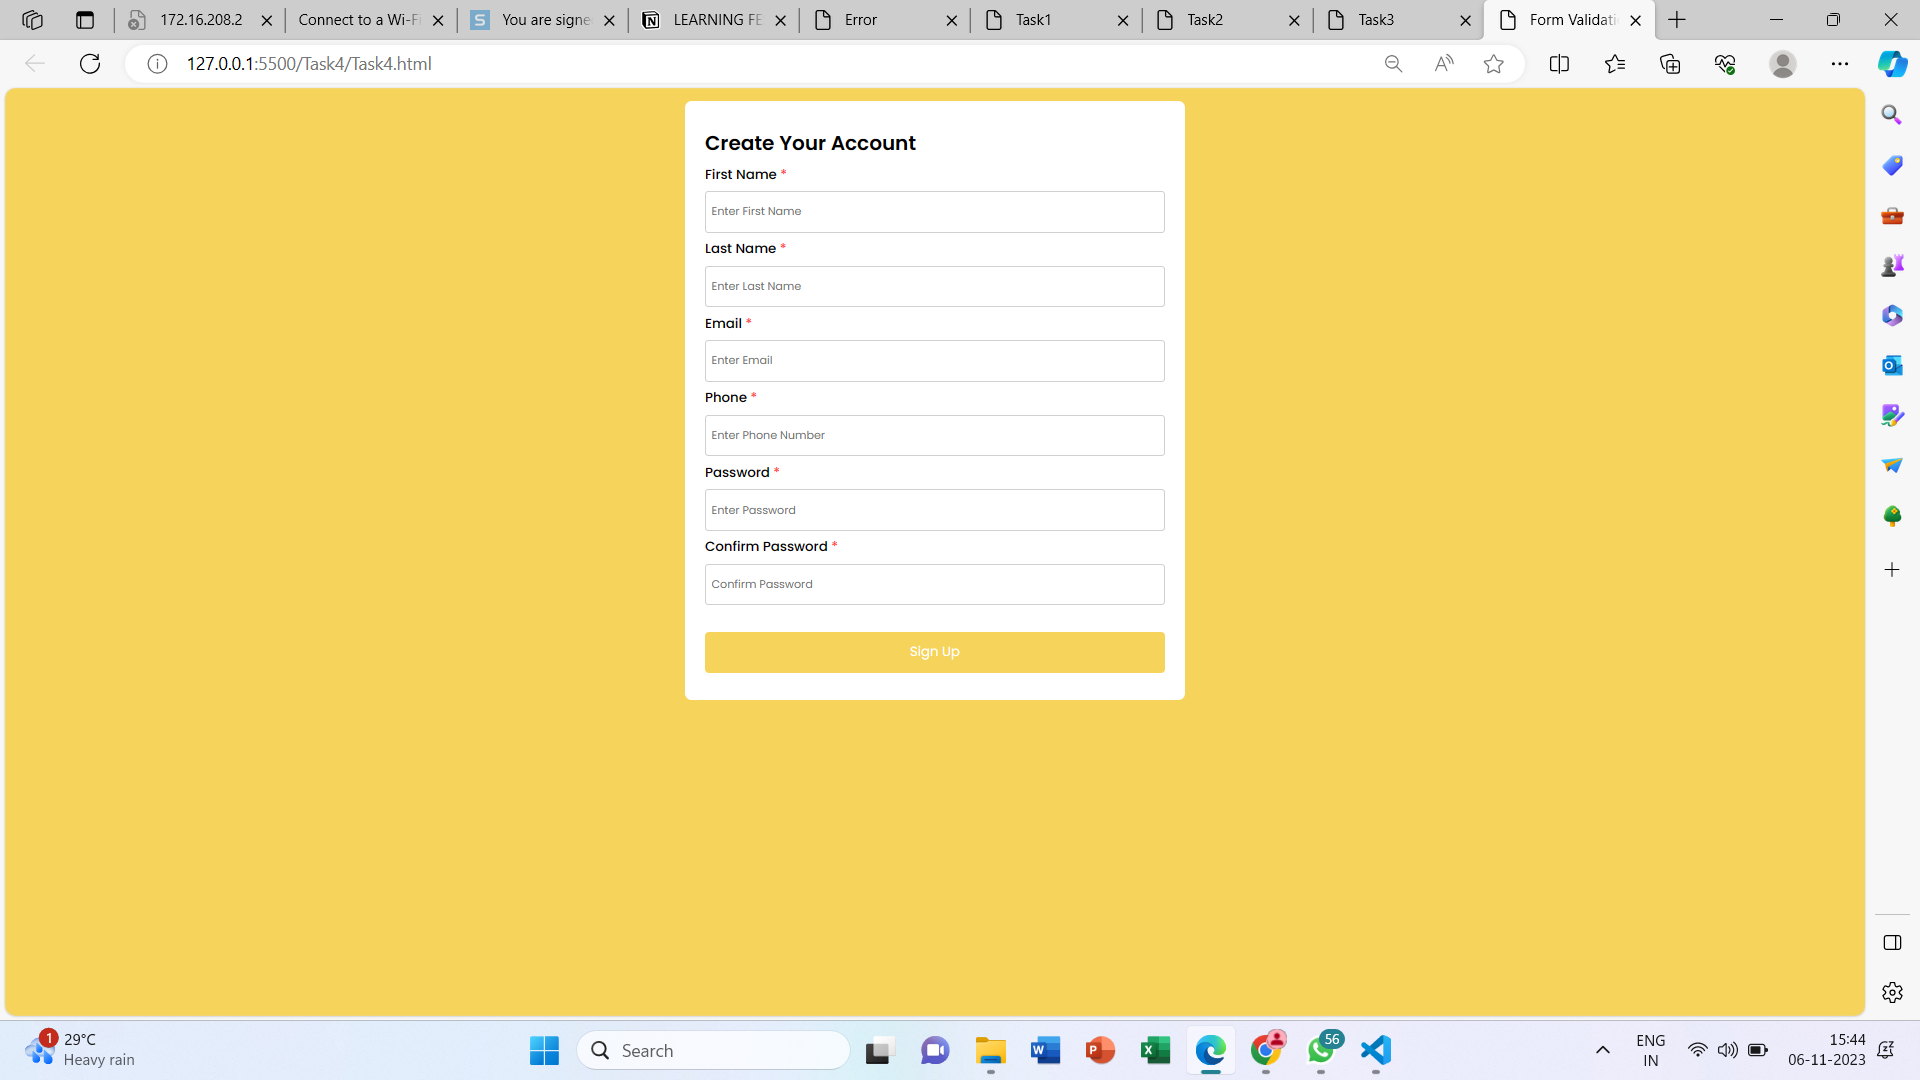 172.16.208.2
Connect to a Wi-Fi
You are signe
LEARNING FE
Error
Task1
Task2
Task3
Form Validati
127.0.0.1:5500/Task4/Task4.html
Create Your Account
First Name *
Enter First Name
Last Name *
Enter Last Name
Email *
Enter Email
Phone *
Enter Phone Number
Password *
Enter Password
Confirm Password *
Confirm Password
Sign Up
1
29°C
Heavy rain
Search
56
ENG
IN
15:44
06-11-2023